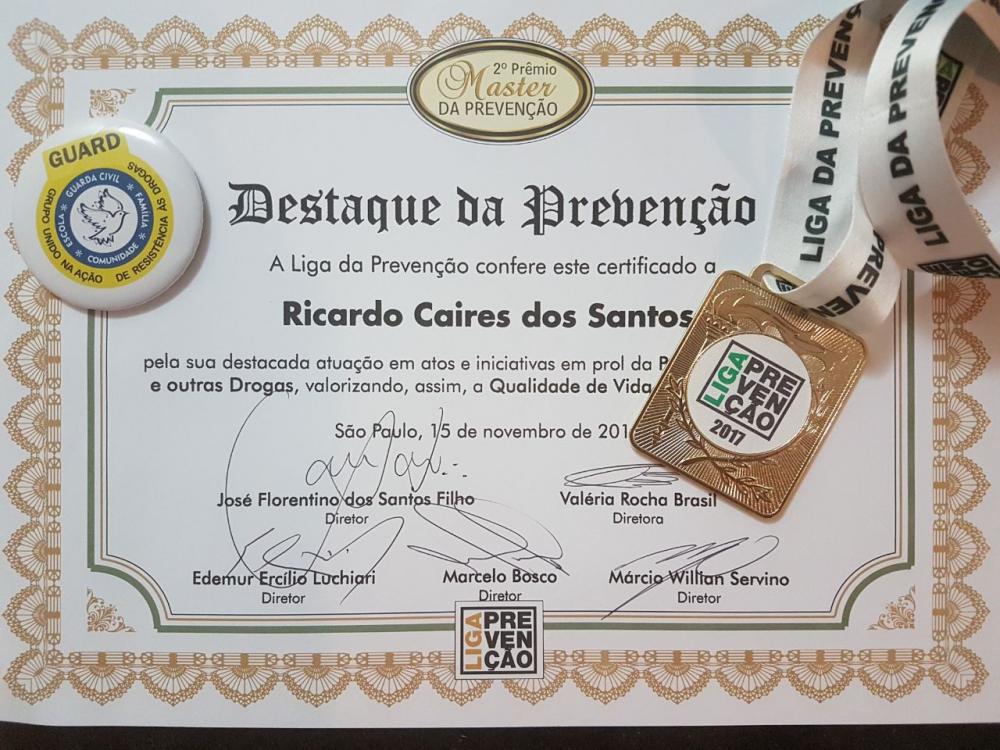 2º Prêmio
Master
DA PREVENÇÃO
GUARD
GUARDA CIVIL * FAMÍLIA * COMUNIDADE * ESCOLA *
GRUPO UNIDO NA AÇÃO DE RESISTÊNCIA ÀS DROGAS
Destaque da Prevenção
A Liga da Prevenção confere este certificado a
Ricardo Caires dos Santos
pela sua destacada atuação em atos e iniciativas em prol da
e outras Drogas, valorizando, assim, a Qualidade de Vida
São Paulo, 15 de novembro de 201
José Florentino dos Santos Filho
Diretor
Valéria Rocha Brasil
Diretora
Edemur Ercílio Luchiari
Diretor
Marcelo Bosco
Diretor
Márcio Willian Servino
Diretor
LIGA
PRE
VEN
ÇÃO
LIGA DA PREVENÇ
LIGA DA PREVEN
PREVEN
LIGA
PRE
VEN
ÇÃO
2017